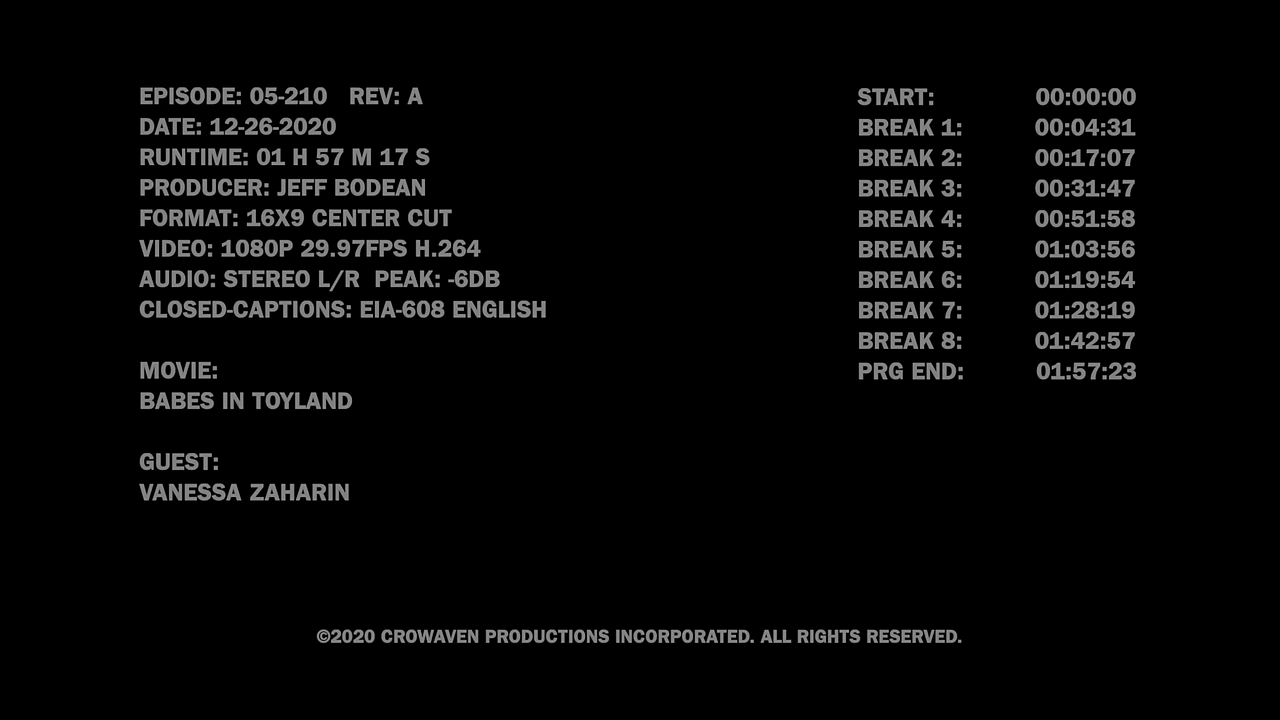 EPISODE: 05-210 REV: A
DATE: 12-26-2020
RUNTIME: 01 H 57 M 17 S
PRODUCER: JEFF BODEAN
FORMAT: 16X9 CENTER CUT
VIDEO: 1080P 29.97FPS H.264
AUDIO: STEREO L/R PEAK: -6DB
CLOSED-CAPTIONS: EIA-608 ENGLISH
MOVIE:
BABES IN TOYLAND
GUEST:
VANESSA ZAHARIN
START: 00:00:00
BREAK 1: 00:04:31
BREAK 2: 00:17:07
BREAK 3: 00:31:47
BREAK 4: 00:51:58
BREAK 5: 01:03:56
BREAK 6: 01:19:54
BREAK 7: 01:28:19
BREAK 8: 01:42:57
PRG END: 01:57:23
©2020 CROWAVEN PRODUCTIONS INCORPORATED. ALL RIGHTS RESERVED.